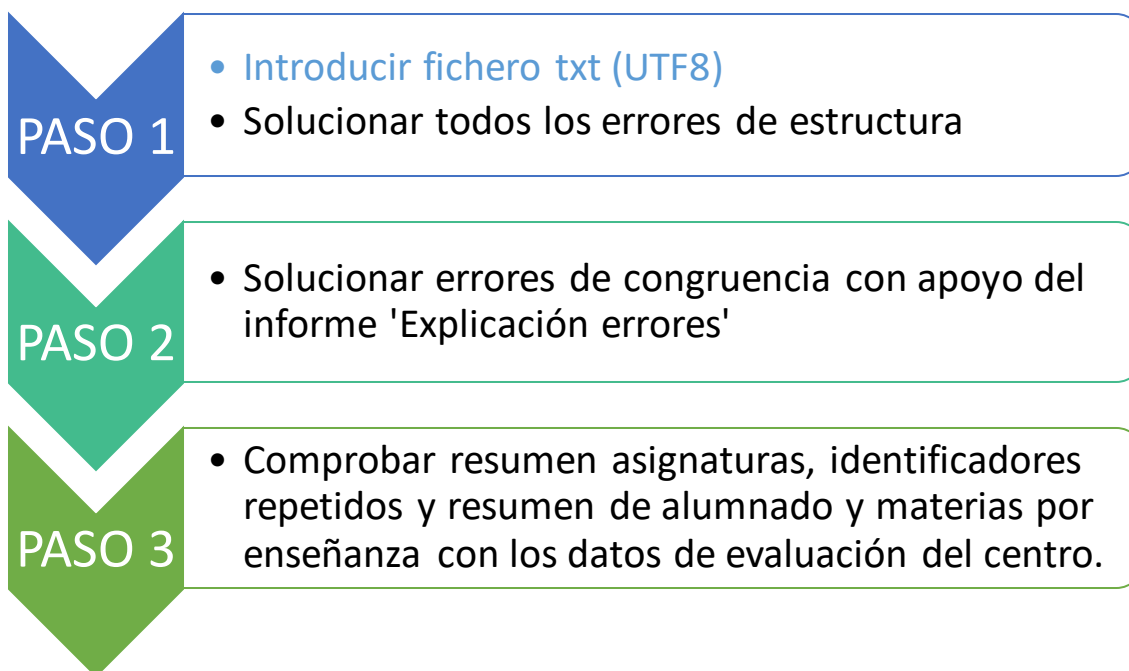 PASO 1
• Introducir fichero txt (UTF8)
• Solucionar todos los errores de estructura
PASO 2
• Solucionar errores de congruencia con apoyo del
informe 'Explicación errores'
PASO 3
• Comprobar resumen asignaturas, identificadores
repetidos y resumen de alumnado y materias por
enseñanza con los datos de evaluación del centro.